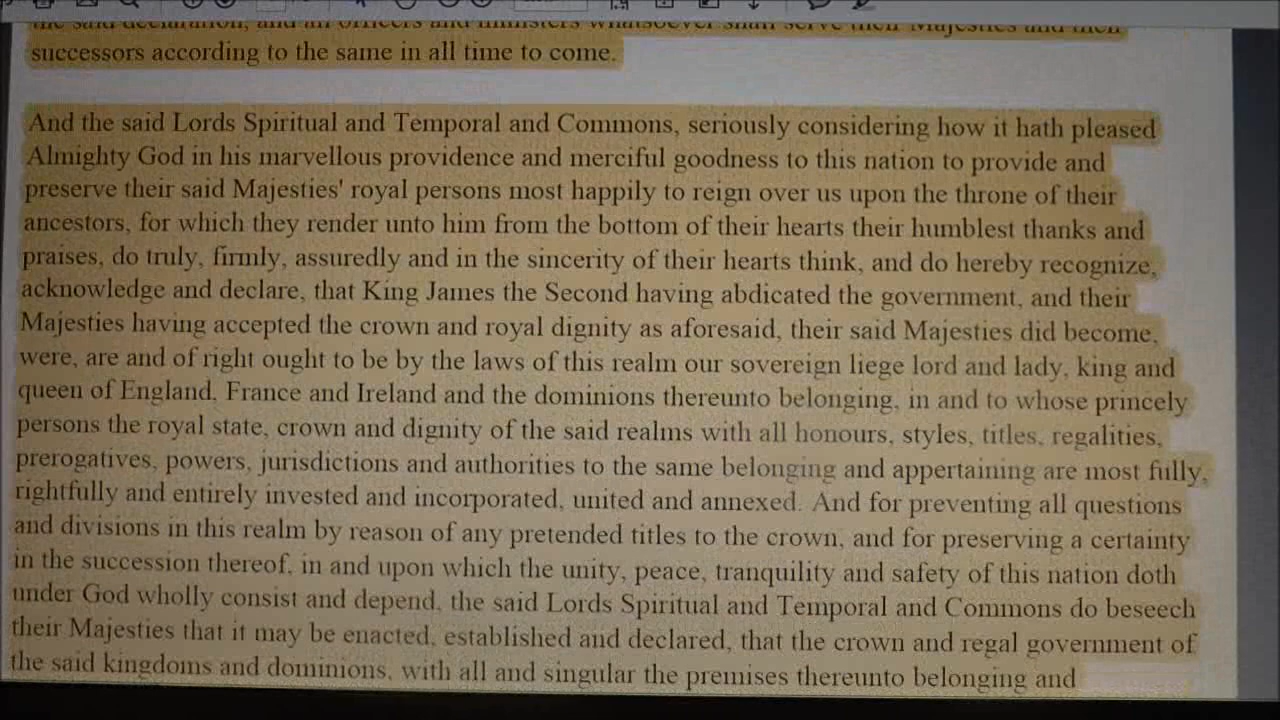 the said declaration, and all officers and ministers whatsoever shall serve their Majesties and their
successors according to the same in all time to come.
And the said Lords Spiritual and Temporal and Commons, seriously considering how it hath pleased
Almighty God in his marvellous providence and merciful goodness to this nation to provide and
preserve their said Majesties' royal persons most happily to reign over us upon the throne of their
ancestors, for which they render unto him from the bottom of their hearts their humblest thanks and
praises, do truly, firmly, assuredly and in the sincerity of their hearts think, and do hereby recognize,
acknowledge and declare, that King James the Second having abdicated the government, and their
Majesties having accepted the crown and royal dignity as aforesaid, their said Majesties did become,
were, are and of right ought to be by the laws of this realm our sovereign liege lord and lady, king and
queen of England, France and Ireland and the dominions thereunto belonging, in and to whose princely
persons the royal state, crown and dignity of the said realms with all honours, styles, titles, regalities,
prerogatives, powers, jurisdictions and authorities to the same belonging and appertaining are most fully,
rightfully and entirely invested and incorporated, united and annexed. And for preventing all questions
and divisions in this realm by reason of any pretended titles to the crown, and for preserving a certainty
in the succession thereof, in and upon which the unity, peace, tranquility and safety of this nation doth
under God wholly consist and depend, the said Lords Spiritual and Temporal and Commons do beseech
their Majesties that it may be enacted, established and declared, that the crown and regal government of
the said kingdoms and dominions, with all and singular the premises thereunto belonging and